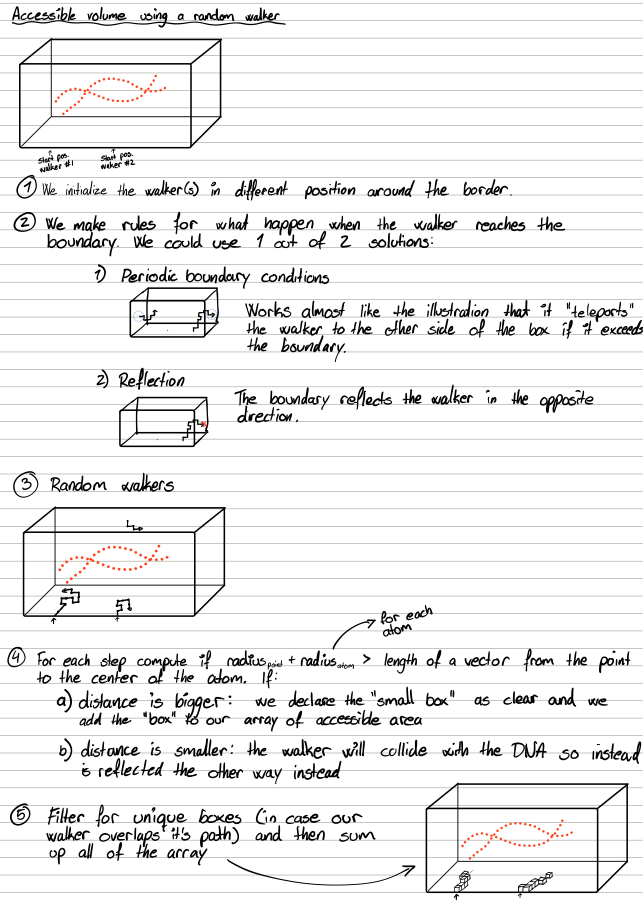 Accessible volume using a random walker
Start pos.
walker #1
Start pos.
walker #2
① We initialize the walker(s) in different position around the border.
② We make rules for what happen when the walker reaches the
boundary. We could use 1 out of 2 solutions:
1) Periodic boundary conditions
Works almost like the illustration that it "teleports"
the walker to the other side of the box if it exceeds
the boundary.
2) Reflection
The boundary reflects the walker in the opposite
direction.
③ Random walkers
for each
atom
④ For each step compute if radius point + radius atom > length of a vector from the point
to the center of the atom. If:
a) distance is bigger: we declare the "small box" as clear and we
add the "box" to our array of accessible area
b) distance is smaller: the walker will collide with the DNA so instead
is reflected the other way instead
⑤ Filter for unique boxes (in case our
walker overlaps it's path) and then sum
up all of the array